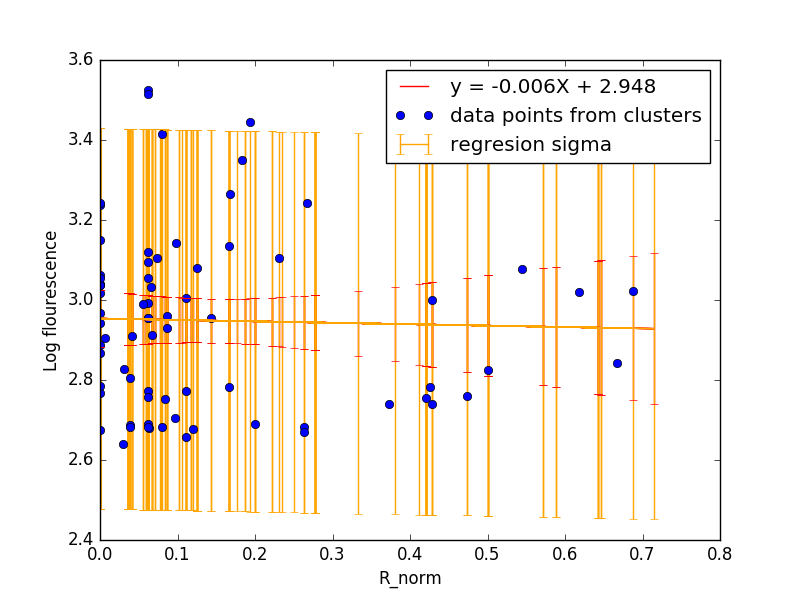 3.6
3.4
3.2
3.0
2.8
2.6
2.4
Log flourescence
y = -0.006X + 2.948
data points from clusters
regresion sigma
0.0 0.1 0.2 0.3 0.4 0.5 0.6 0.7 0.8
R_norm